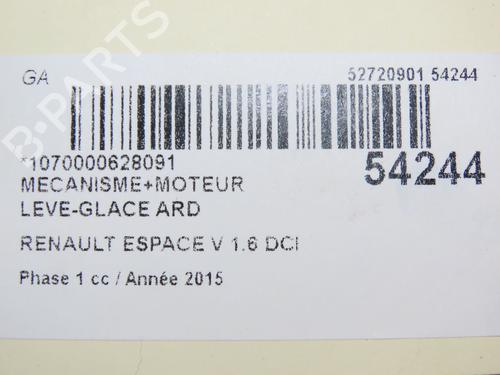 GA
52720901 54244
*1070000628091
54244
MECANISME+MOTEUR
LEVE-GLACE ARD
RENAULT ESPACE V 1.6 DCI
Phase 1 cc / Année 2015
B-PARTS